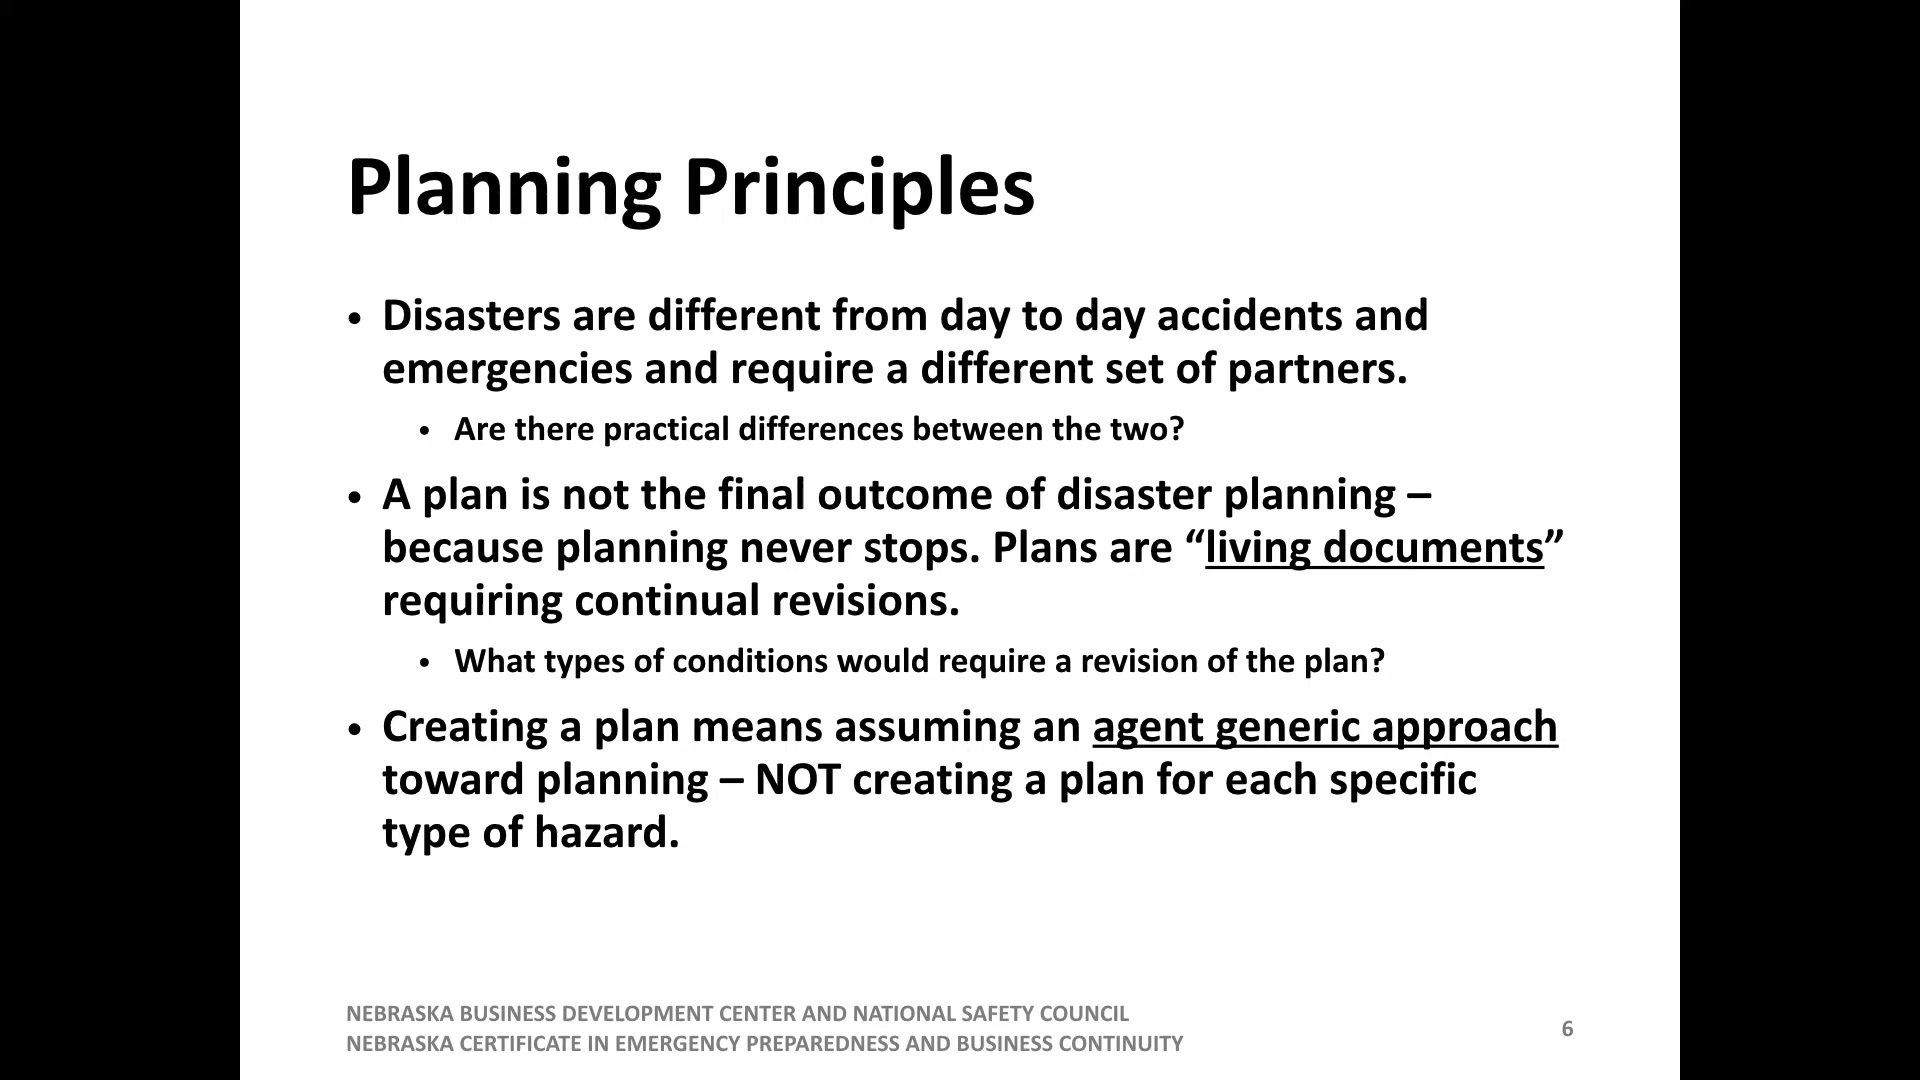 Planning Principles
• Disasters are different from day to day accidents and
emergencies and require a different set of partners.
• Are there practical differences between the two?
• A plan is not the final outcome of disaster planning –
because planning never stops. Plans are “living documents”
requiring continual revisions.
• What types of conditions would require a revision of the plan?
• Creating a plan means assuming an agent generic approach
toward planning – NOT creating a plan for each specific
type of hazard.
NEBRASKA BUSINESS DEVELOPMENT CENTER AND NATIONAL SAFETY COUNCIL
NEBRASKA CERTIFICATE IN EMERGENCY PREPAREDNESS AND BUSINESS CONTINUITY
6